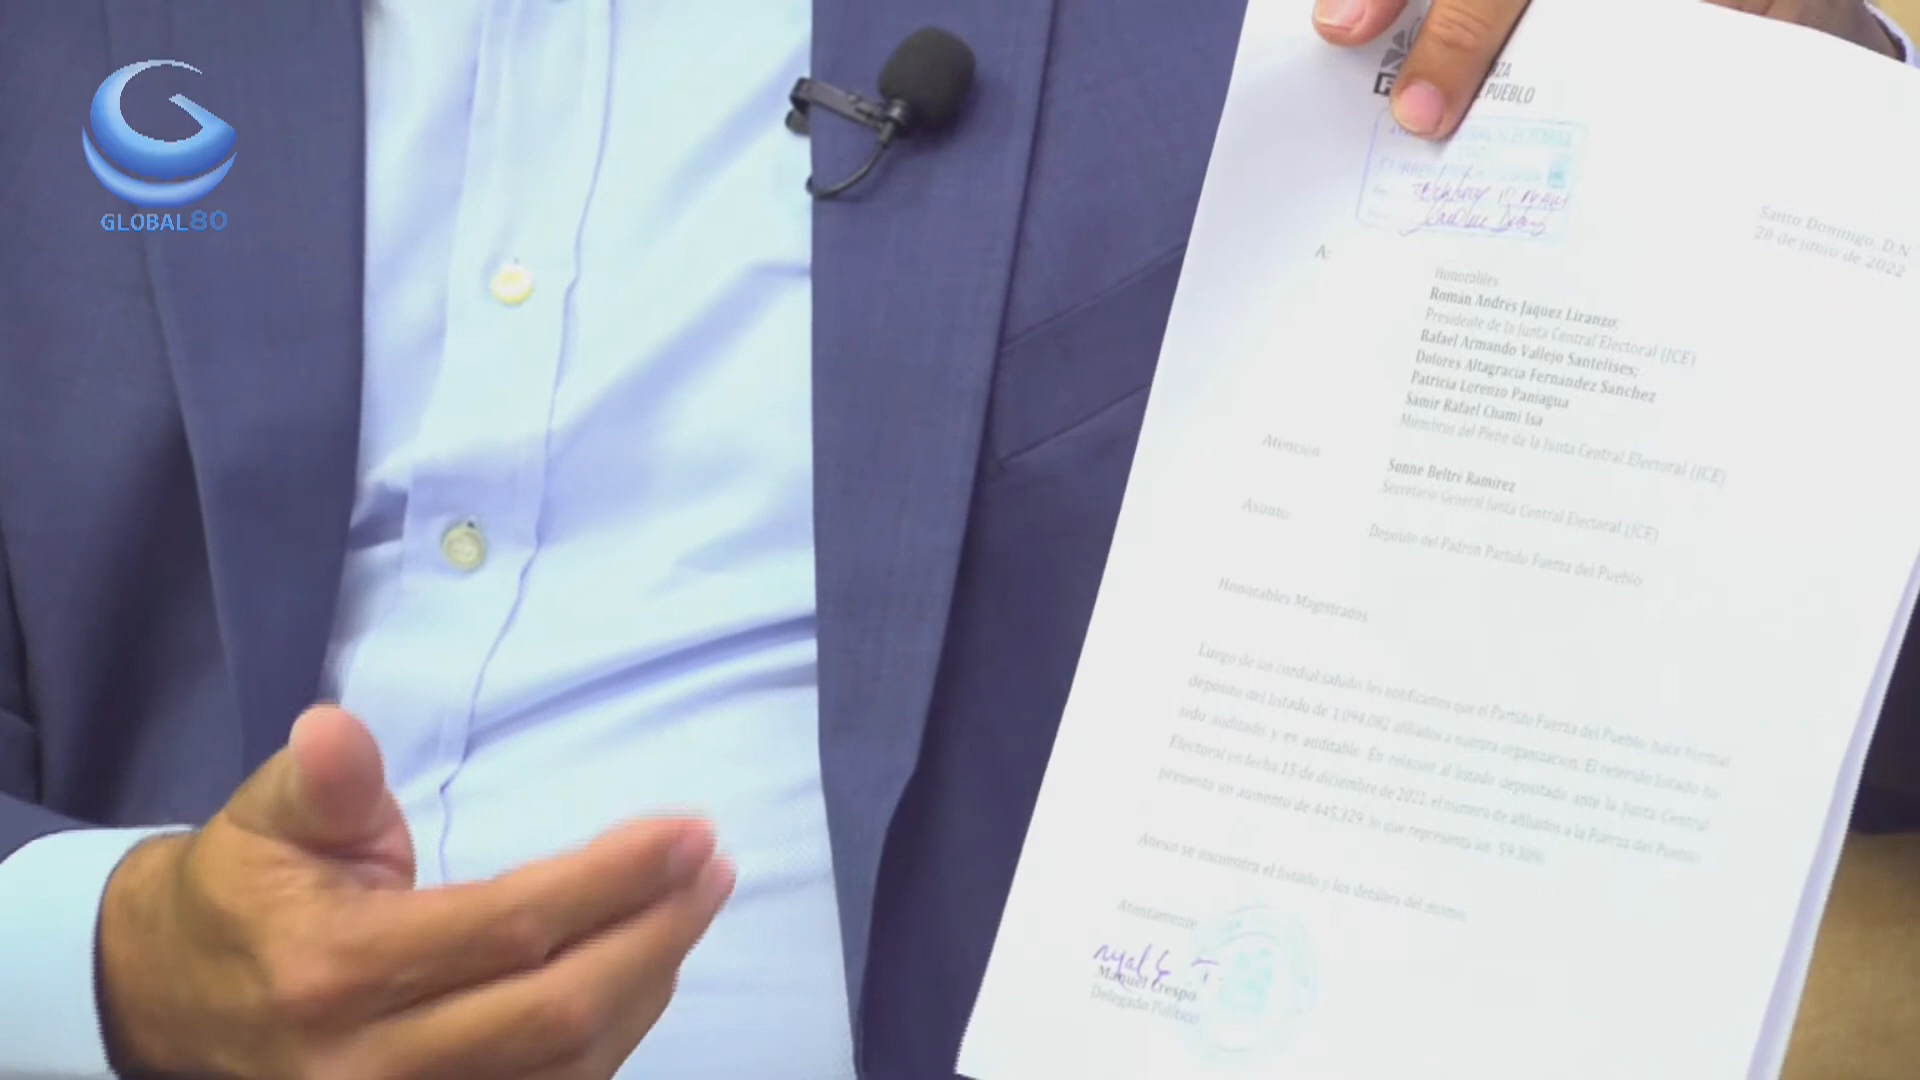 GLOBAL80
PUEBLO
Santo Domingo, D.N
28 de junio de 2022
A:
Honorables
Román Andrés Jáquez Liranzo;
Presidente de la Junta Central Electoral (JCE)
Rafael Armando Vallejo Santelises;
Dolores Altagracia Fernández Sánchez
Patricia Lorenzo Paniagua
Samir Rafael Chami Isa
Miembros del Pleno de la Junta Central Electoral (JCE)
Atención
Sonne Beltré Ramírez
Secretario General Junta Central Electoral (JCE)
Asunto:
Depósito del Padrón Partido Fuerza del Pueblo
Honorables Magistrados
Luego de un cordial saludo, les notificamos que el Partido Fuerza del Pueblo, hace formal
depósito del listado de 1,094,082 afiliados a nuestra organización. El referido listado ha
sido auditado y es auditable. En relación al listado depositado ante la Junta Central
Electoral en fecha 15 de diciembre de 2021, el número de afiliados a la Fuerza del Pueblo
presenta un aumento de 445,329, lo que representa un 59.30%
Anexo se encuentra el listado y los detalles del mismo.
Atentamente
Manuel Crespo
Delegado Político